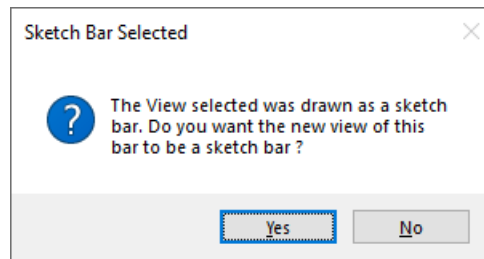 Sketch Bar Selected
The View selected was drawn as a sketch
bar. Do you want the new view of this
bar to be a sketch bar ?
Yes
No